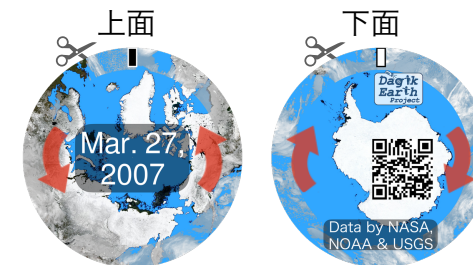 上面
下面
Mar. 27,
2007
Dagik
Earth
Project
Data by NASA,
NOAA & USGS